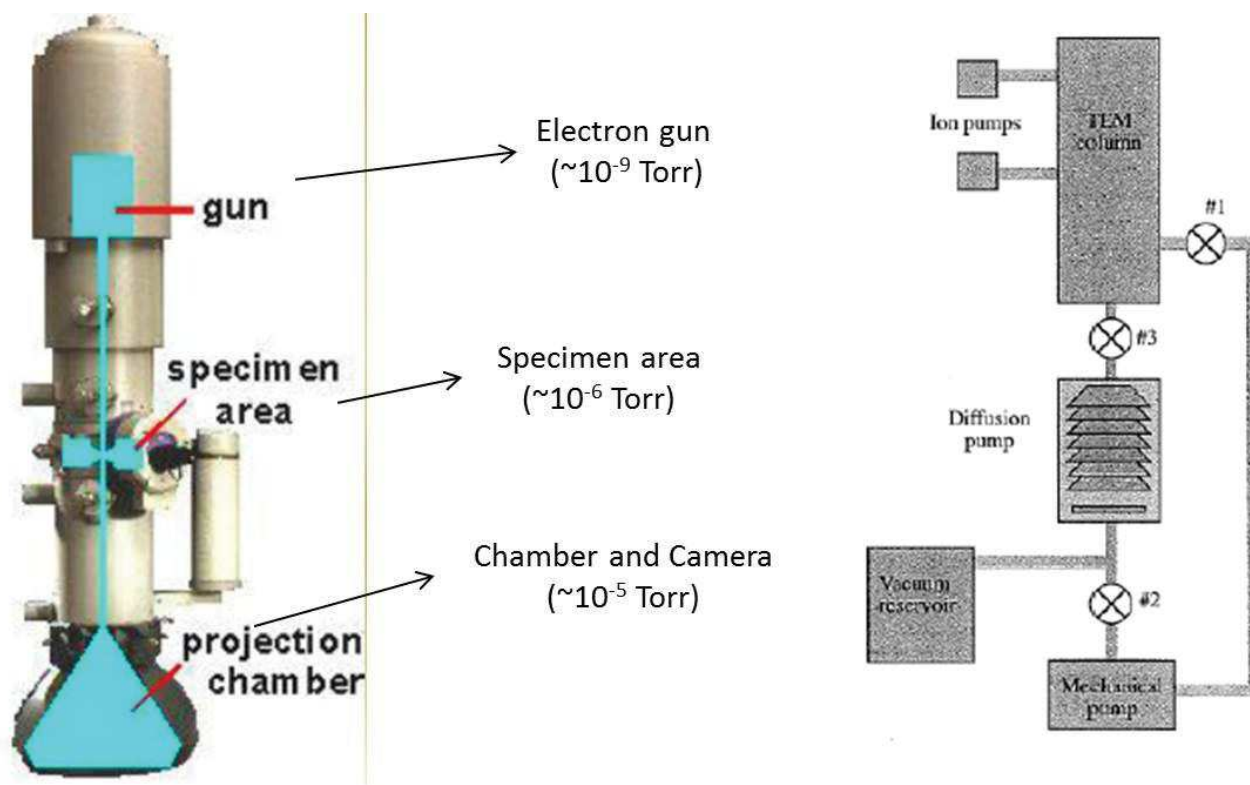 gun
specimen
area
projection
chamber
Electron gun
(~10⁻⁹ Torr)
Specimen area
(~10⁻⁶ Torr)
Chamber and Camera
(~10⁻⁵ Torr)
Ion pumps
TEM
column
#1
#3
Diffusion
pump
Vacuum
reservoir
#2
Mechanical
pump